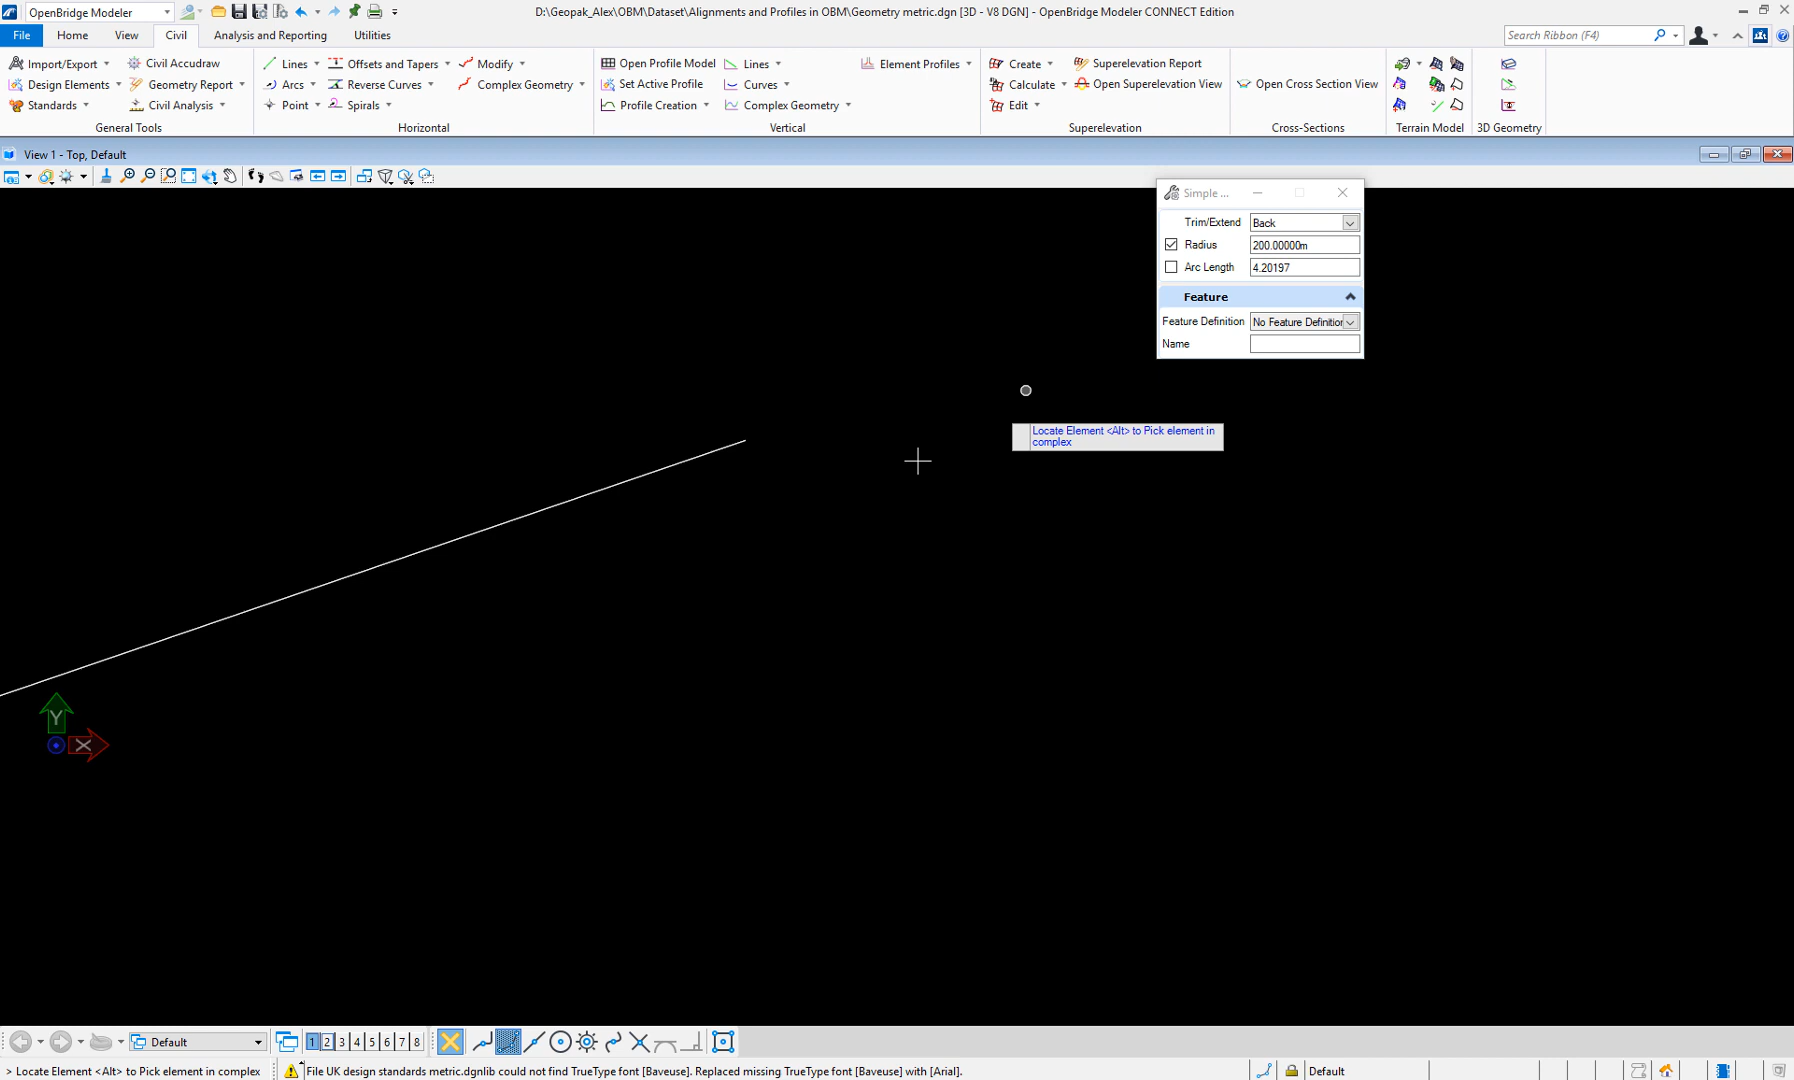 OpenBridge Modeler
D:\Geopak_Alex\OBM\Dataset\Alignments and Profiles in OBM\Geometry metric.dgn [3D - V8 DGN] - OpenBridge Modeler CONNECT Edition
File Home View Civil Analysis and Reporting Utilities
Search Ribbon (F4)
Import/Export Civil Accudraw
Design Elements Geometry Report
Standards Civil Analysis
General Tools
Lines Offsets and Tapers Modify
Arcs Reverse Curves Complex Geometry
Point Spirals
Horizontal
Open Profile Model Lines Element Profiles
Set Active Profile Curves
Profile Creation Complex Geometry
Vertical
Create Superelevation Report
Calculate Open Superelevation View
Edit
Superelevation
Open Cross Section View
Cross-Sections
Terrain Model
3D Geometry
View 1 - Top, Default
Simple ...
Trim/Extend Back
Radius 200.00000m
Arc Length 4.20197
Feature
Feature Definition No Feature Definition
Name
Locate Element <Alt> to Pick element in
complex
Y
X
Default 1 2 3 4 5 6 7 8
> Locate Element <Alt> to Pick element in complex
File UK design standards metric.dgnlib could not find TrueType font [Baveuse]. Replaced missing TrueType font [Baveuse] with [Arial].
Default